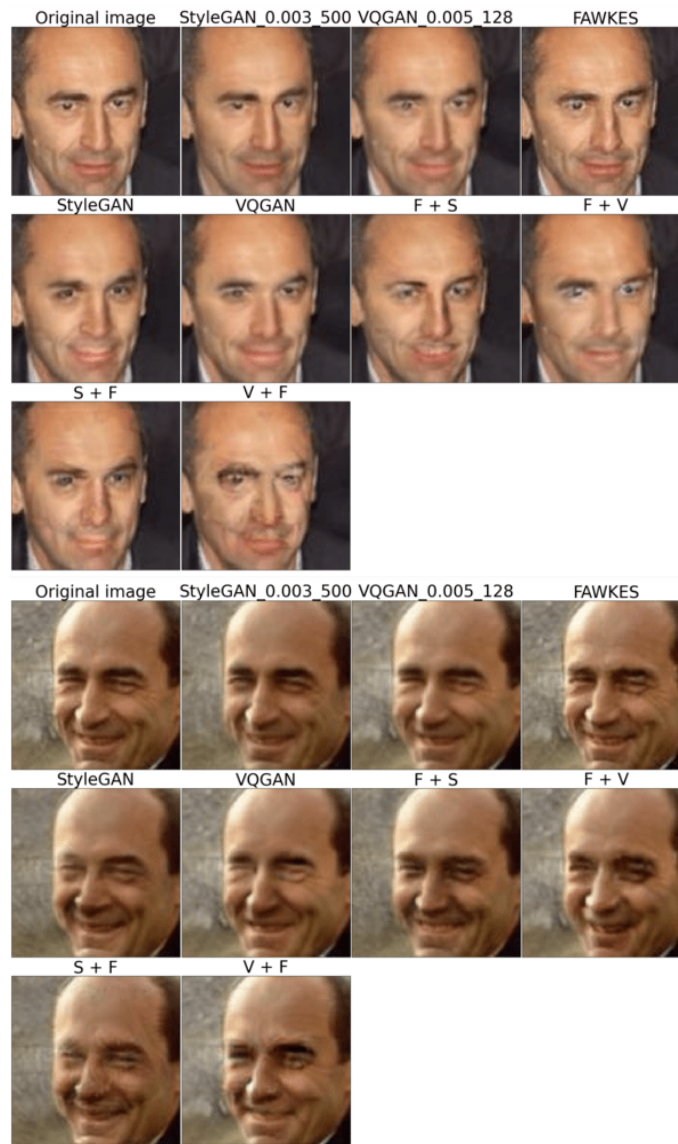 Original image StyleGAN_0.003_500 VQGAN_0.005_128 FAWKES
StyleGAN VQGAN F + S F + V
S + F V + F
Original image StyleGAN_0.003_500 VQGAN_0.005_128 FAWKES
StyleGAN VQGAN F + S F + V
S + F V + F